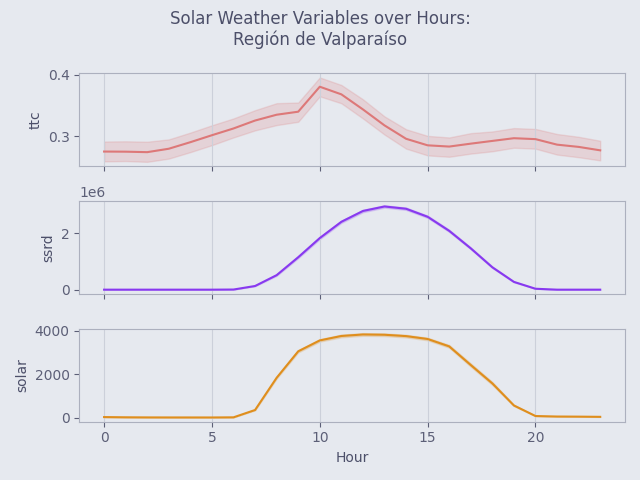 Solar Weather Variables over Hours:
Región de Valparaíso
0.4
0.3
ttc
1e6
2
0
ssrd
4000
2000
0
solar
0 5 10 15 20
Hour